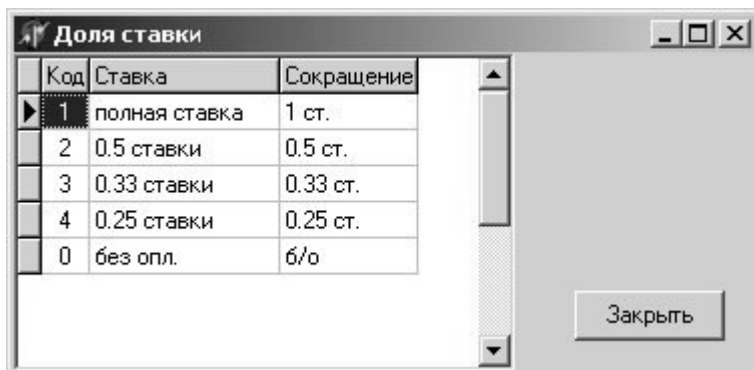 Доля ставки
Код Ставка Сокращение
1 полная ставка 1 ст.
2 0.5 ставки 0.5 ст.
3 0.33 ставки 0.33 ст.
4 0.25 ставки 0.25 ст.
0 без опл. б/о
Закрыть